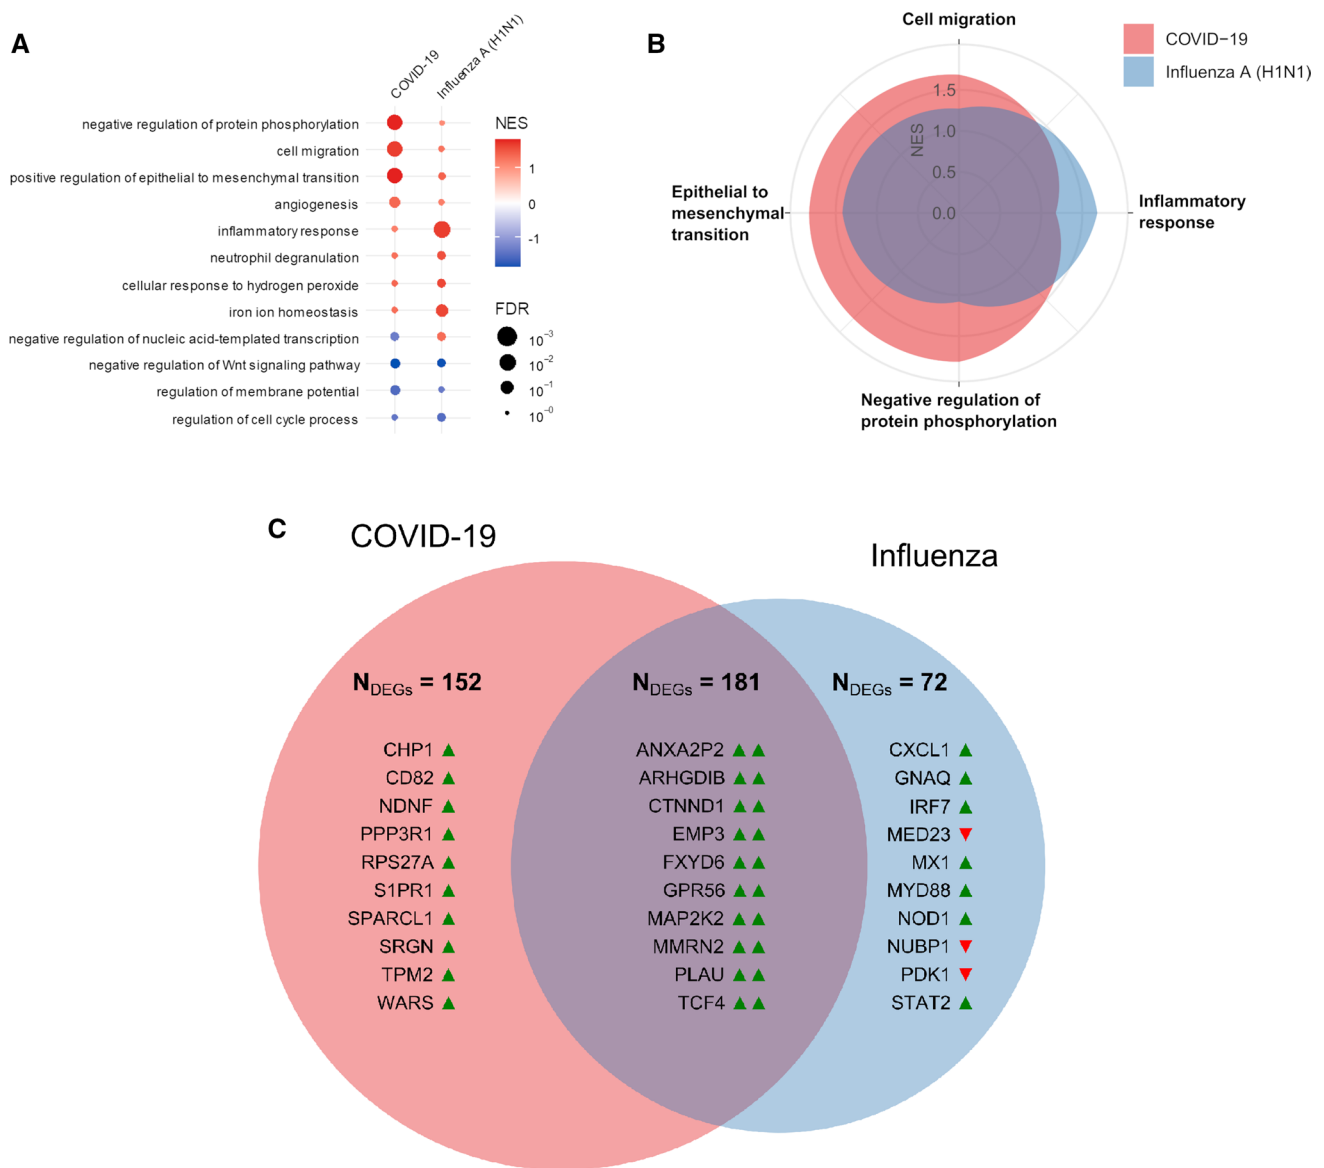 A
COVID-19
Influenza A (H1N1)
negative regulation of protein phosphorylation
cell migration
positive regulation of epithelial to mesenchymal transition
angiogenesis
inflammatory response
neutrophil degranulation
cellular response to hydrogen peroxide
iron ion homeostasis
negative regulation of nucleic acid-templated transcription
negative regulation of Wnt signaling pathway
regulation of membrane potential
regulation of cell cycle process
NES
1
0
-1
FDR
10⁻³
10⁻²
10⁻¹
10⁻⁰
B
Cell migration
COVID−19
Influenza A (H1N1)
1.5
1.0
0.5
0.0
NES
Epithelial to
mesenchymal
transition
Inflammatory
response
Negative regulation of
protein phosphorylation
C
COVID-19
Influenza
N_DEGs = 152
CHP1 ▲
CD82 ▲
NDNF ▲
PPP3R1 ▲
RPS27A ▲
S1PR1 ▲
SPARCL1 ▲
SRGN ▲
TPM2 ▲
WARS ▲
N_DEGs = 181
ANXA2P2 ▲▲
ARHGDIB ▲▲
CTNND1 ▲▲
EMP3 ▲▲
FXYD6 ▲▲
GPR56 ▲▲
MAP2K2 ▲▲
MMRN2 ▲▲
PLAU ▲▲
TCF4 ▲▲
N_DEGs = 72
CXCL1 ▲
GNAQ ▲
IRF7 ▲
MED23 ▼
MX1 ▲
MYD88 ▲
NOD1 ▲
NUBP1 ▼
PDK1 ▼
STAT2 ▲